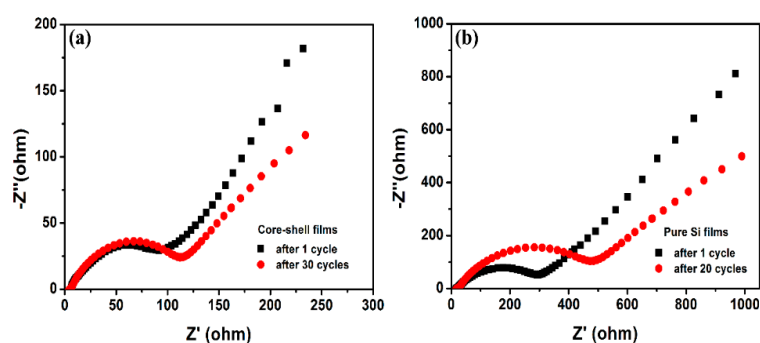 (a)
200
150
100
50
0
-Z''(ohm)
Core-shell films
after 1 cycle
after 30 cycles
0 50 100 150 200 250 300
Z' (ohm)
(b)
1000
800
600
400
200
0
-Z''(ohm)
Pure Si films
after 1 cycle
after 20 cycles
0 200 400 600 800 1000
Z' (ohm)